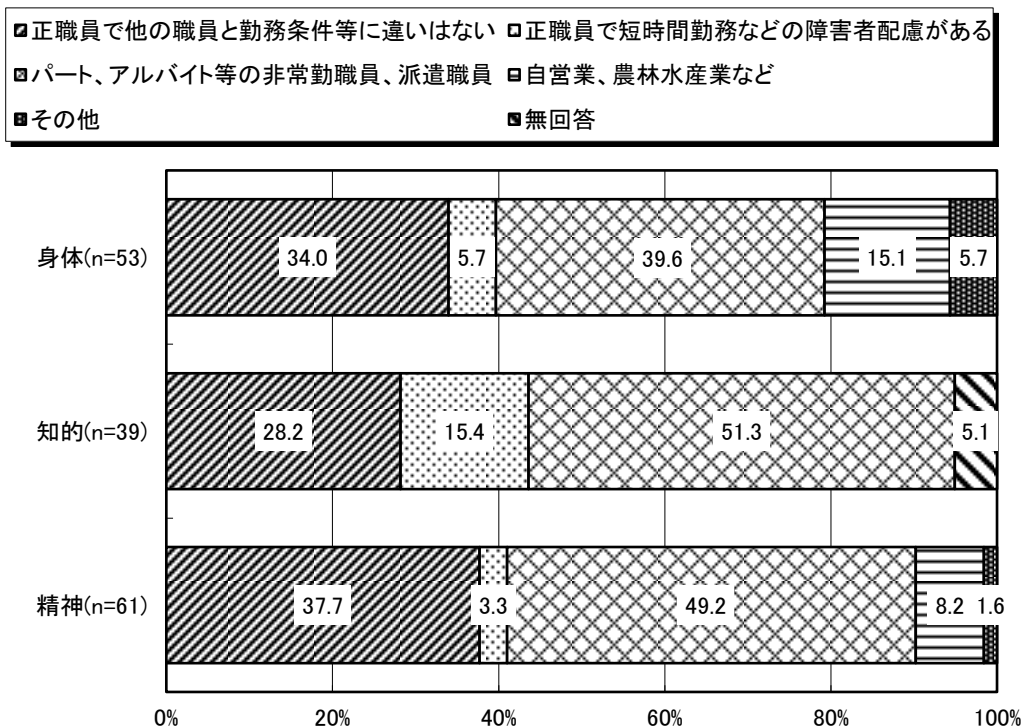 正職員で他の職員と勤務条件等に違いはない 正職員で短時間勤務などの障害者配慮がある
パート、アルバイト等の非常勤職員、派遣職員 自営業、農林水産業など
その他 無回答
身体(n=53) 34.0 5.7 39.6 15.1 5.7
知的(n=39) 28.2 15.4 51.3 5.1
精神(n=61) 37.7 3.3 49.2 8.2 1.6
0% 20% 40% 60% 80% 100%